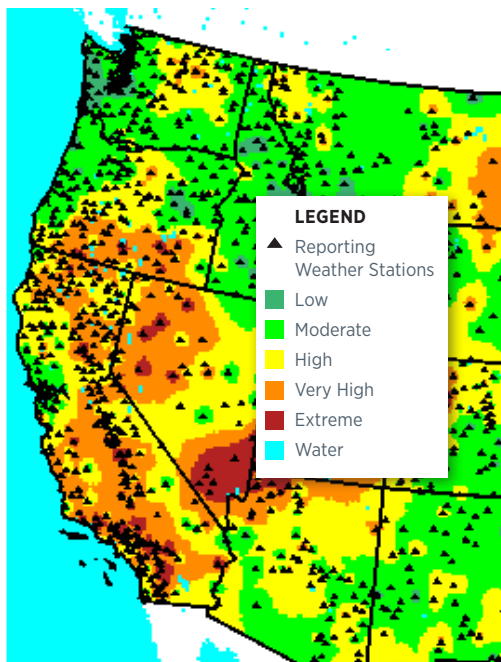 LEGEND
Reporting
Weather Stations
Low
Moderate
High
Very High
Extreme
Water